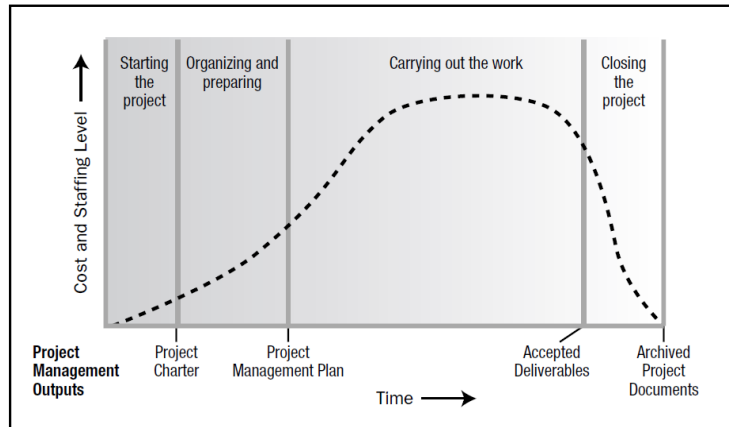 Starting
the
project
Organizing and
preparing
Carrying out the work
Closing
the
project
Cost and Staffing Level
Project
Management
Outputs
Project
Charter
Project
Management Plan
Accepted
Deliverables
Archived
Project
Documents
Time